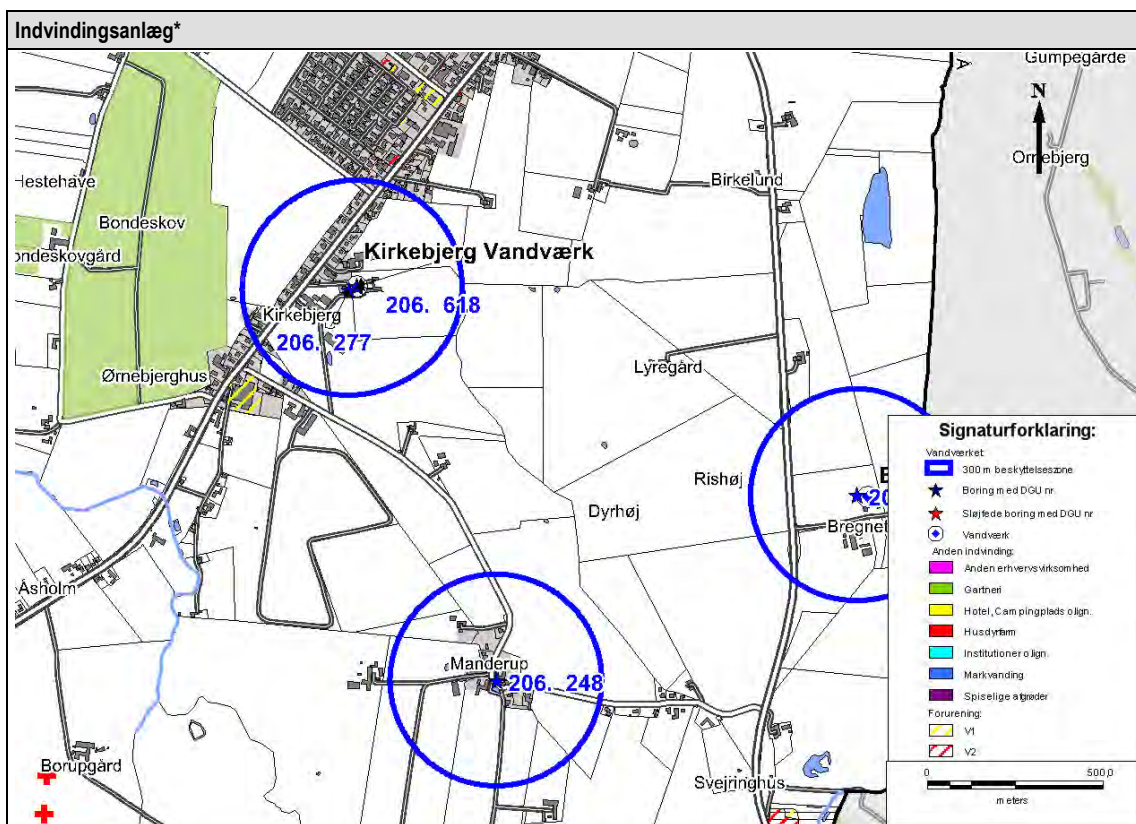 Indvindingsanlæg*
Gumpegårde
N
Ornebjerg
Birkelund
Hestehave
Bondeskov
ondeskovgård
Kirkebjerg Vandværk
206. 618
Kirkebjerg
206. 277
Ørnebjerghus
Lyregård
Rishøj
Dyrhøj
Bregnet
Åsholm
Manderup
206. 248
Borupgård
Svejringhus
Signaturforklaring:
Vandværket:
300 m beskyttelseszone
Boring med DGU nr
Sløjfede boring med DGU nr
Vandværk
Anden indvinding:
Anden erhvervsvirksomhed
Gartneri
Hotel, Campingplads o.lign.
Husdyrfarm
Institutioner o.lign.
Markvanding
Spiselige afgrøder
Forurening:
V1
V2
0 500,0
meters